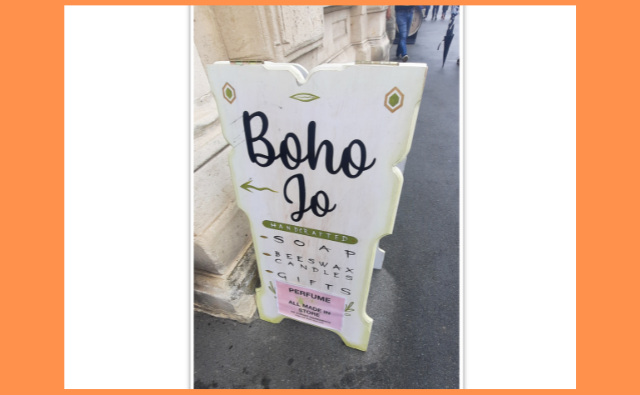 Boho
Jo
HANDCRAFTED
SOAP
BEESWAX
CANDLES
GIFTS
PERFUME
ALL MADE IN
STORE